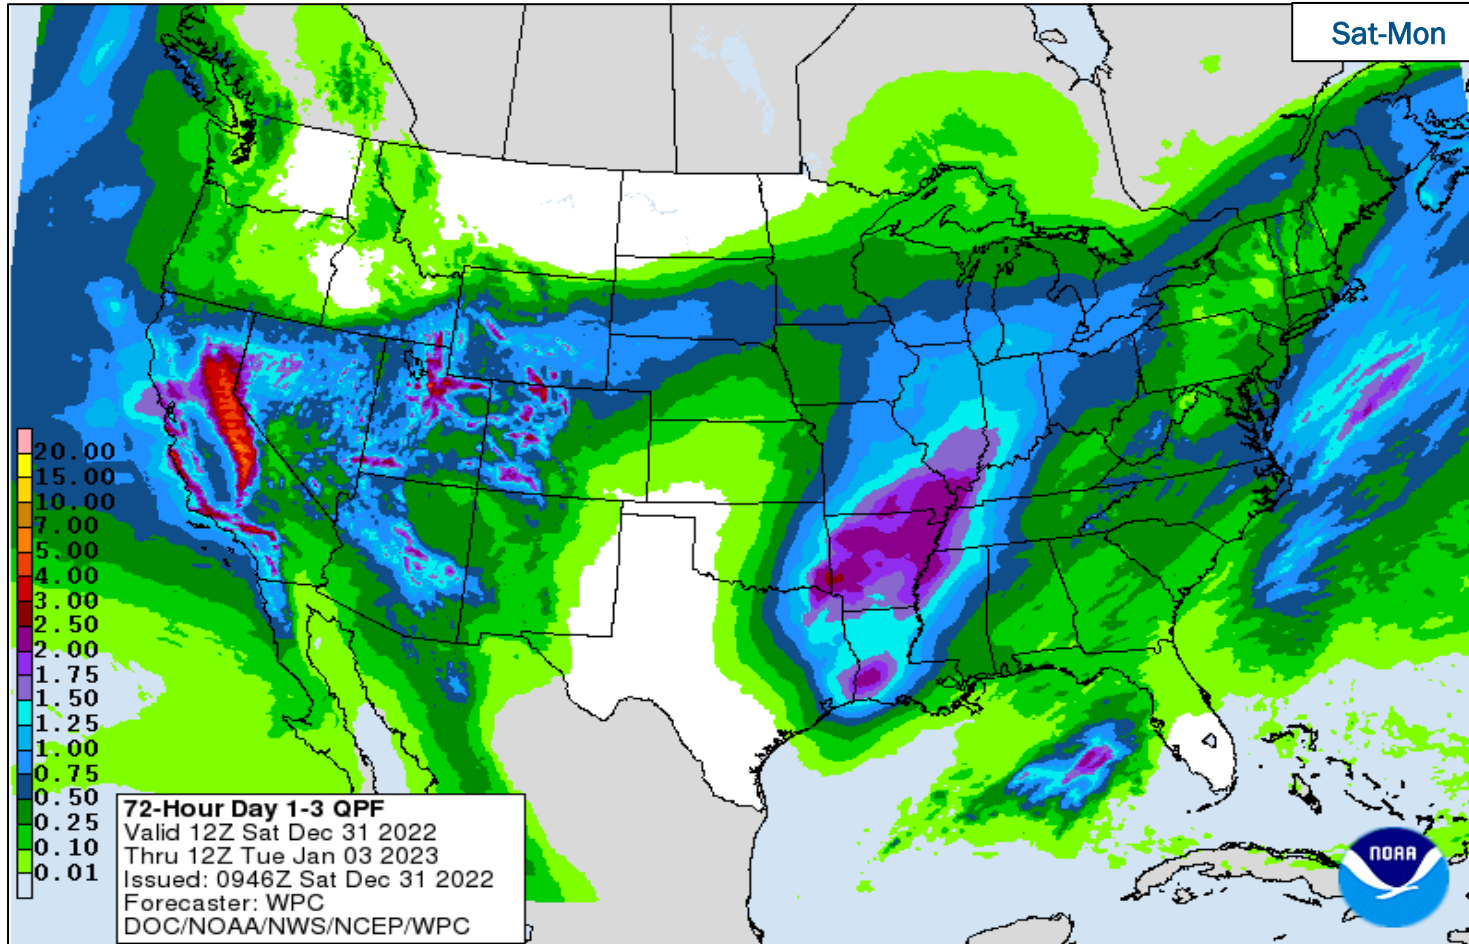 Sat-Mon
20.00
15.00
10.00
7.00
5.00
4.00
3.00
2.50
2.00
1.75
1.50
1.25
1.00
0.75
0.50
0.25
0.10
0.01
72-Hour Day 1-3 QPF
Valid 12Z Sat Dec 31 2022
Thru 12Z Tue Jan 03 2023
Issued: 0946Z Sat Dec 31 2022
Forecaster: WPC
DOC/NOAA/NWS/NCEP/WPC
NOAA